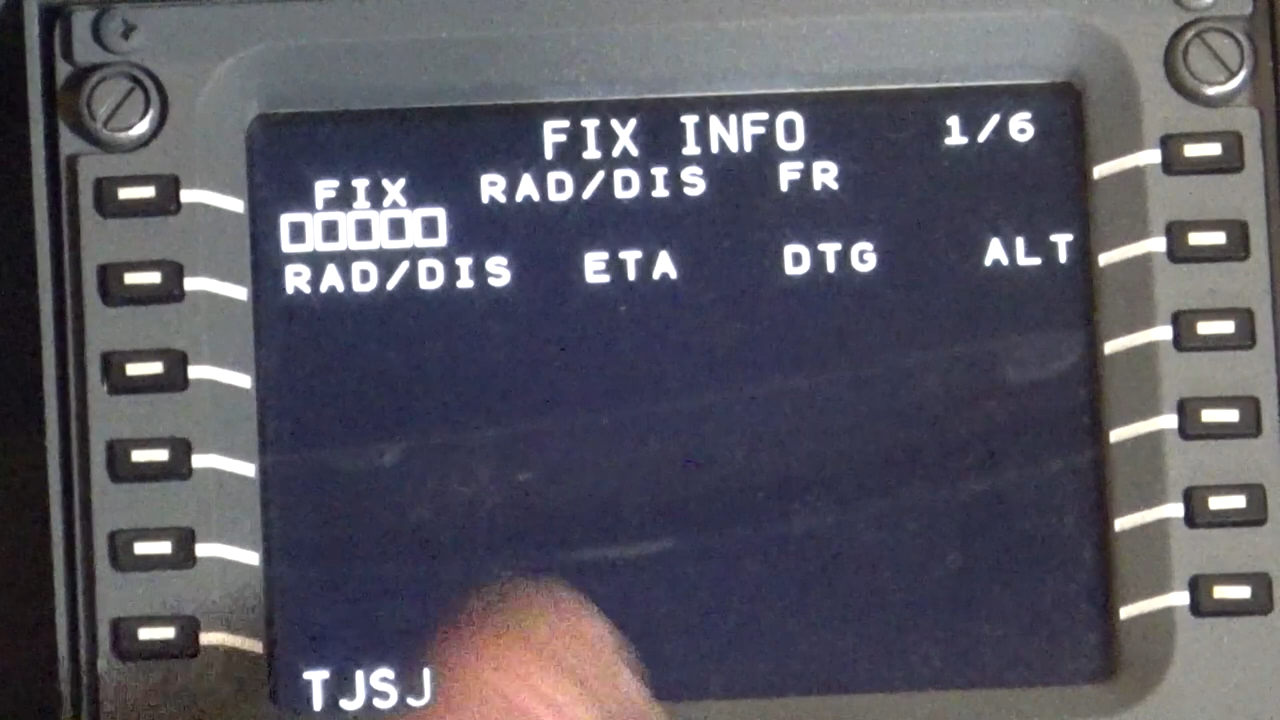 FIX INFO 1/6
FIX RAD/DIS FR
□□□□□
RAD/DIS ETA DTG ALT
TJSJ